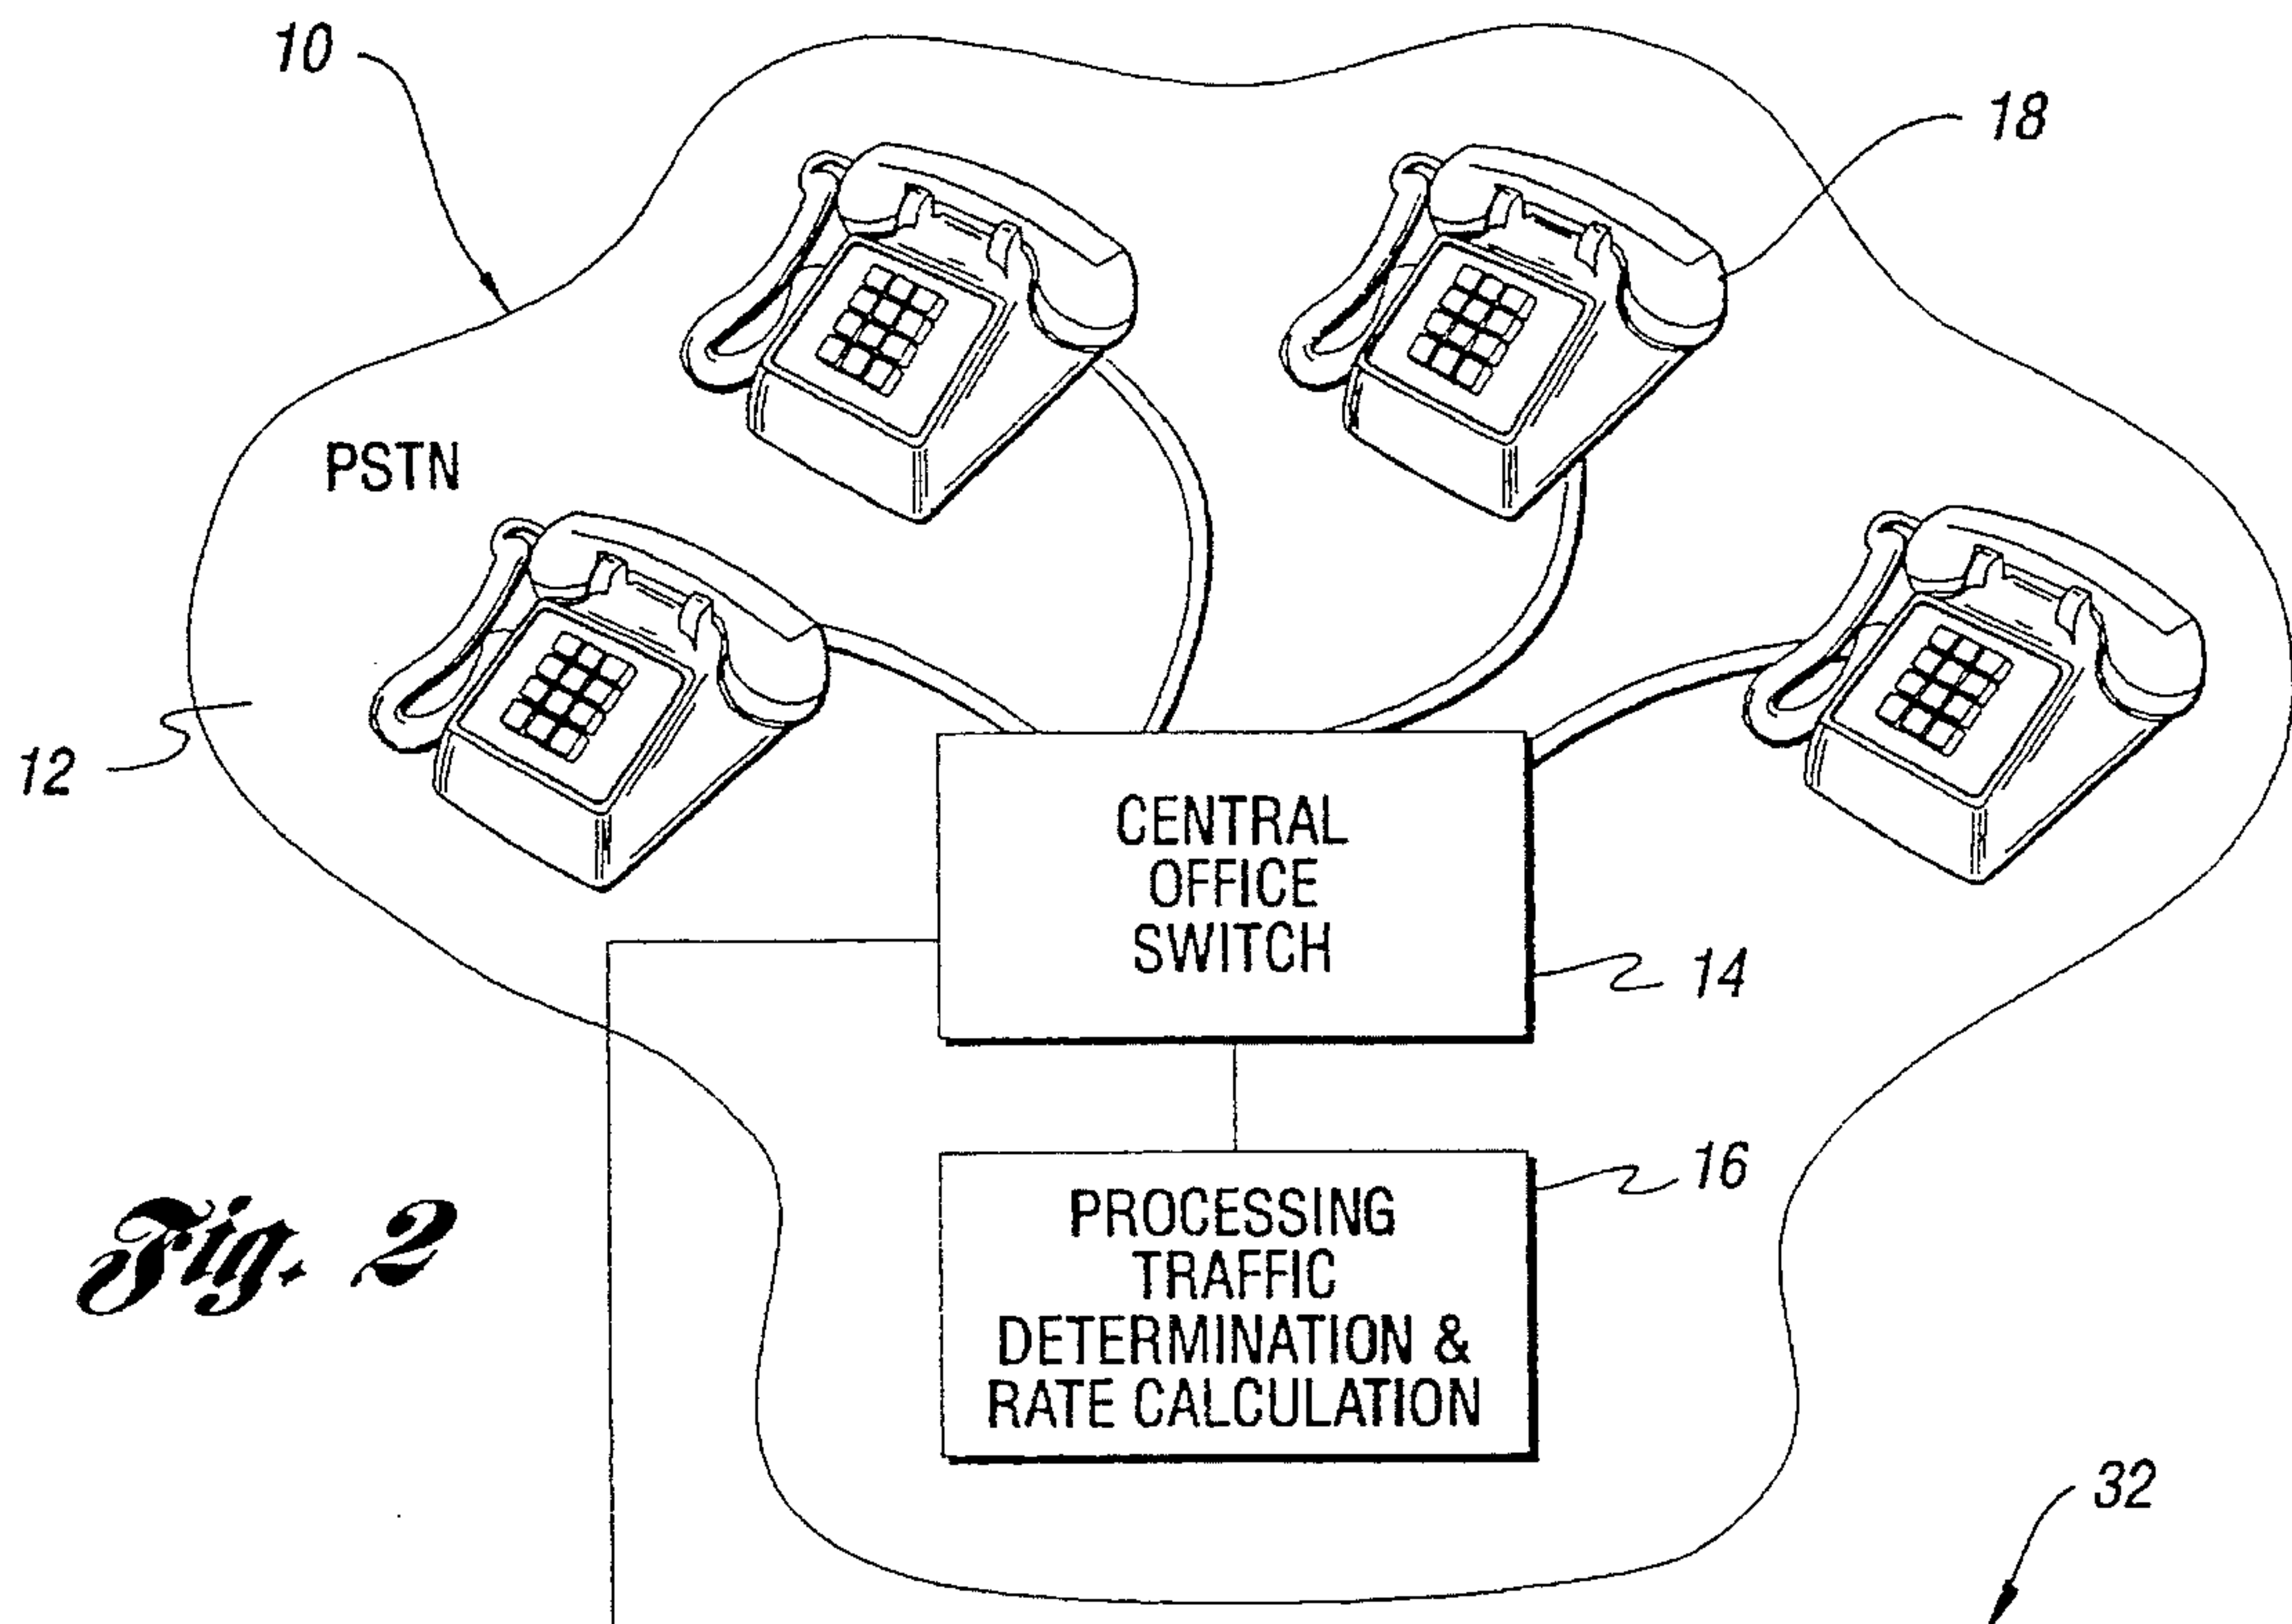 10
18
PSTN
12
CENTRAL
OFFICE
SWITCH
14
16
PROCESSING
TRAFFIC
DETERMINATION &
RATE CALCULATION
Fig. 2
32